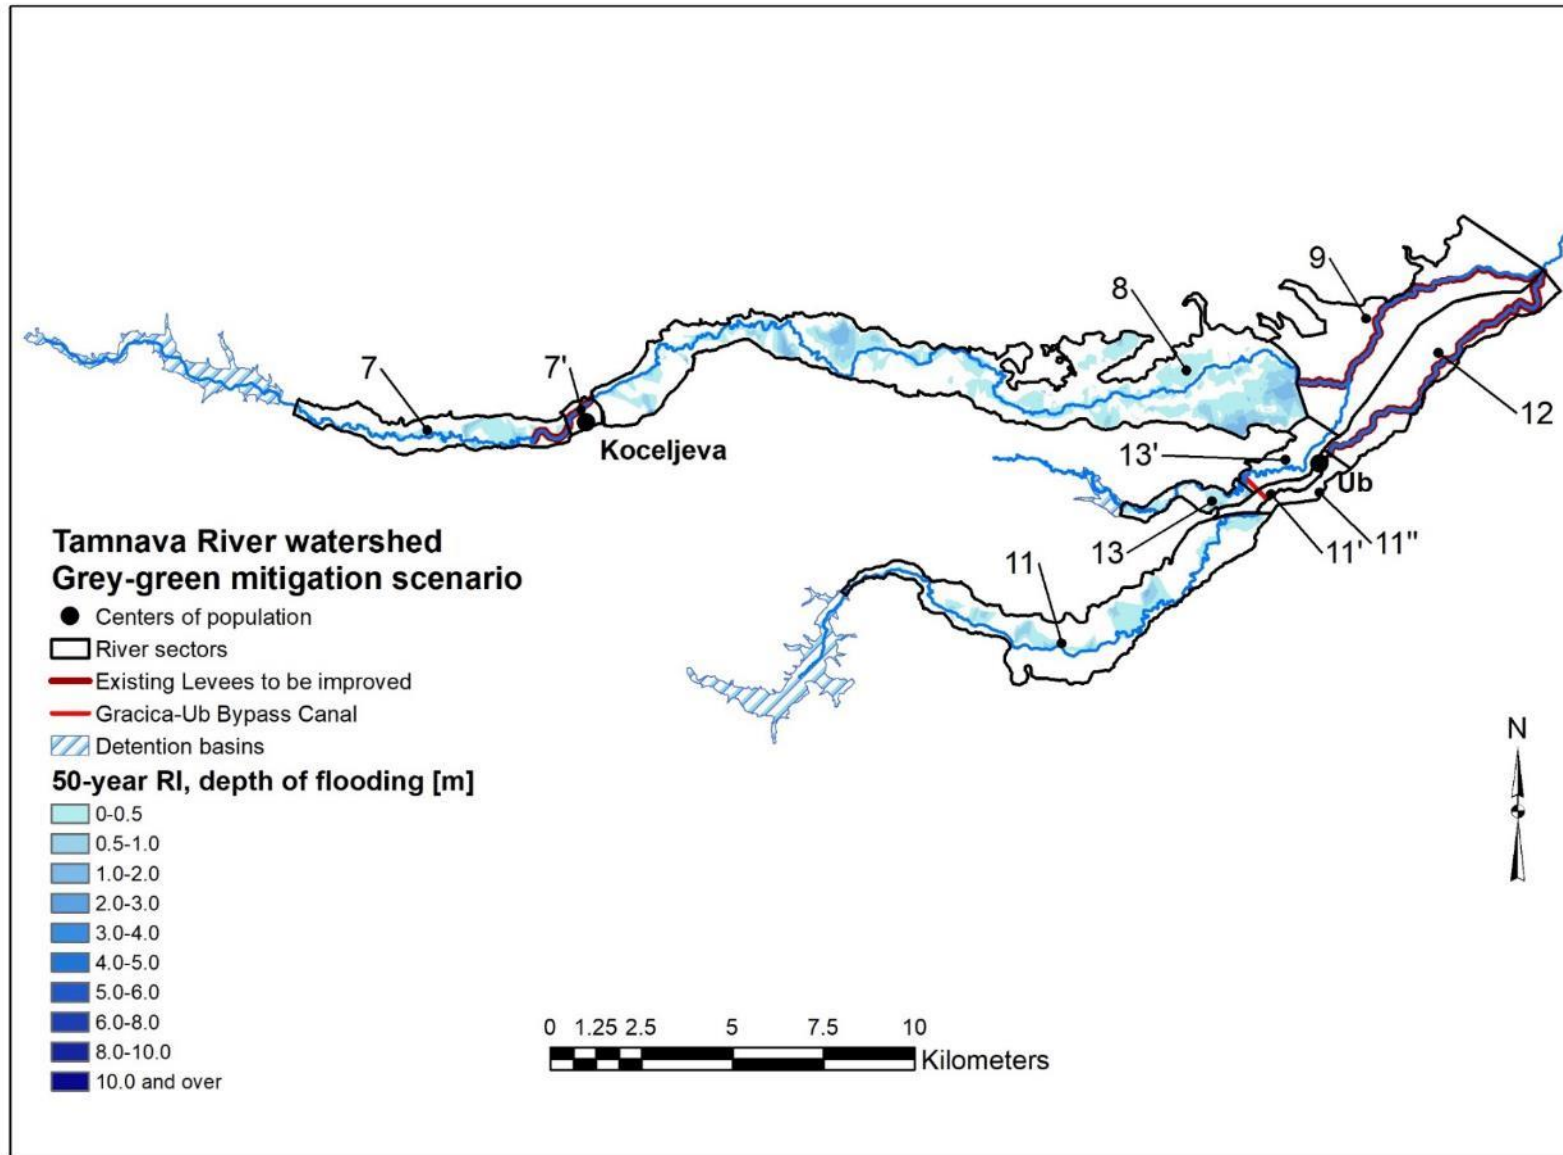 9
8
7
7'
12
Koceljeva
13'
Ub
13
11'
11"
11
Tamnava River watershed
Grey-green mitigation scenario
Centers of population
River sectors
Existing Levees to be improved
Gracica-Ub Bypass Canal
Detention basins
50-year RI, depth of flooding [m]
0-0.5
0.5-1.0
1.0-2.0
2.0-3.0
3.0-4.0
4.0-5.0
5.0-6.0
6.0-8.0
8.0-10.0
10.0 and over
N
0 1.25 2.5 5 7.5 10
Kilometers